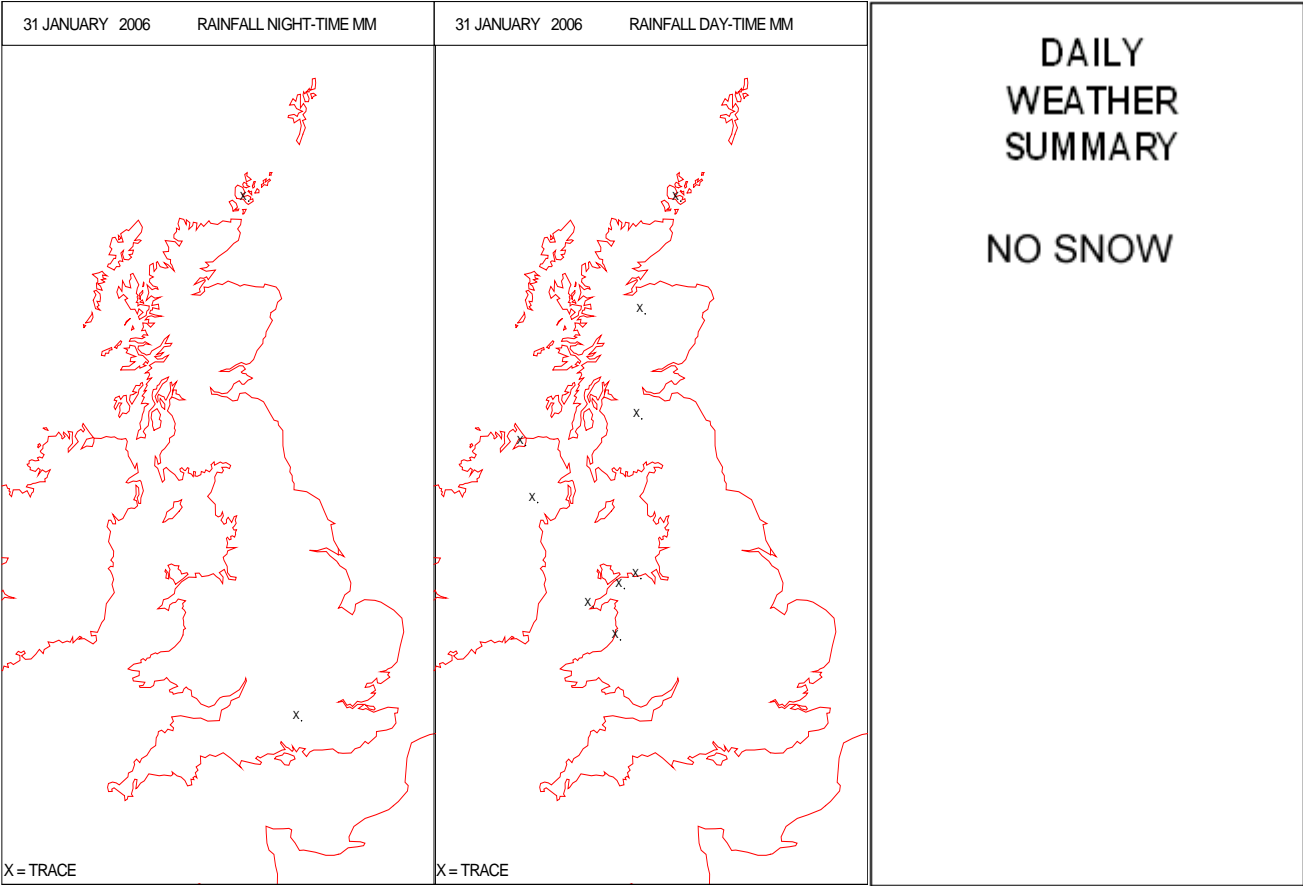 31 JANUARY 2006 RAINFALL NIGHT-TIME MM
X
X
X = TRACE
31 JANUARY 2006 RAINFALL DAY-TIME MM
X
X.
X.
X
X.
X.
X.
X
X.
X = TRACE
DAILY
WEATHER
SUMMARY
NO SNOW